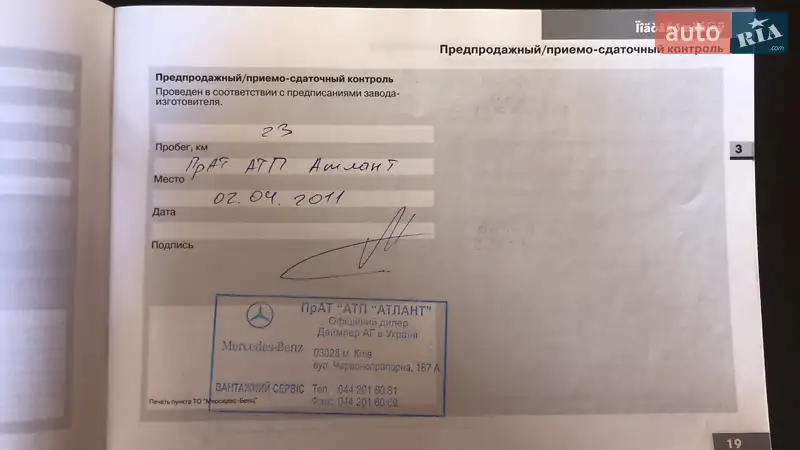 auto RIA .com
Предпродажный/приемо-сдаточный контроль
Предпродажный/приемо-сдаточный контроль
Проведен в соответствии с предписаниями завода-
изготовителя.
23
Пробег, км
ПрАТ АТП Атлант
Место
02.04.2011
Дата
Подпись
3
ПрАТ "АТП "АТЛАНТ"
Офіційний дилер
Даймлер АГ в Україні
Mercedes-Benz
03028 м. Київ
вул. Червонопрапорна, 167 А
ВАНТАЖНИЙ СЕРВІС Тел. 044 201 60 81
Факс. 044 201 60 69
Печать пункта ТО "Мерседес-Бенц"
19